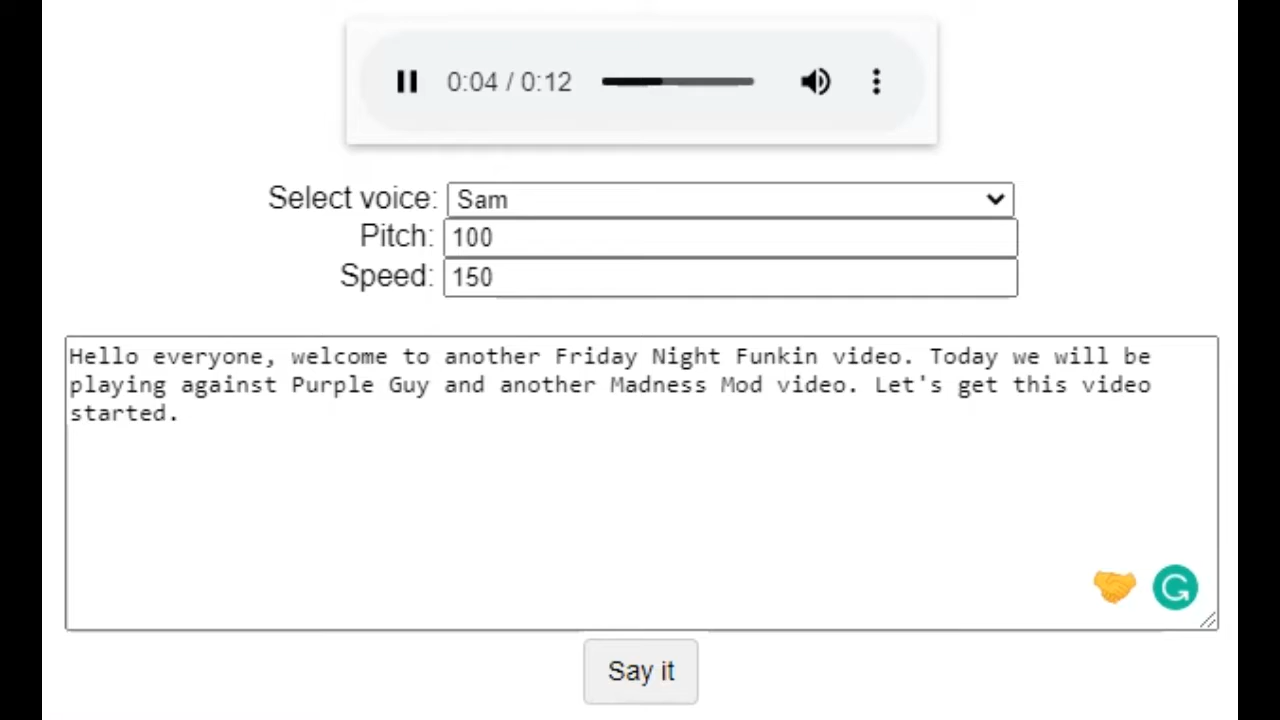 0:04 / 0:12
Select voice: Sam
Pitch: 100
Speed: 150
Hello everyone, welcome to another Friday Night Funkin video. Today we will be
playing against Purple Guy and another Madness Mod video. Let's get this video
started.
Say it